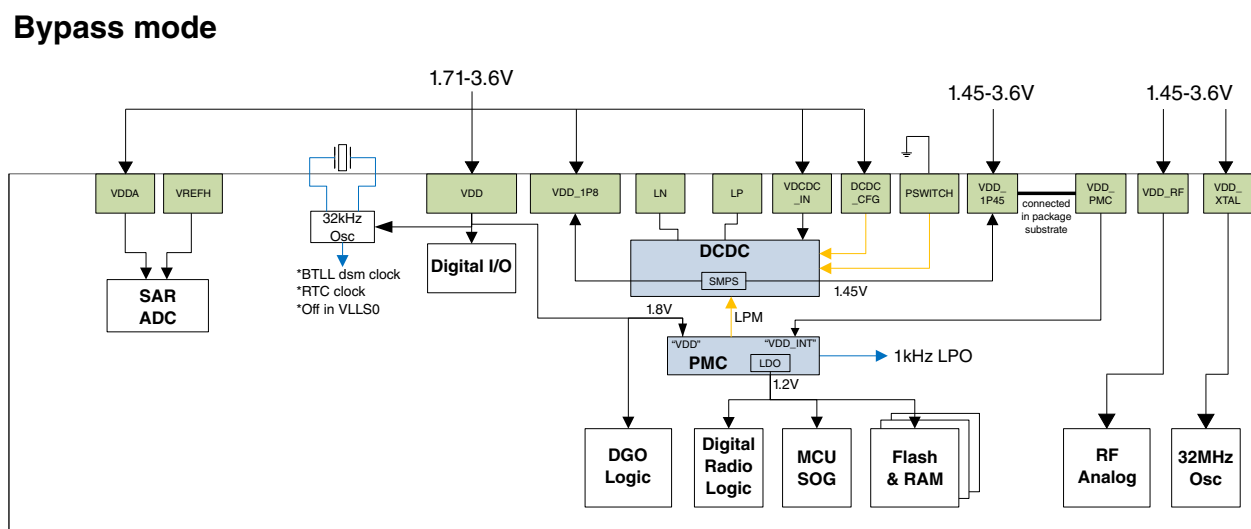 Bypass mode
1.71-3.6V
1.45-3.6V
1.45-3.6V
VDDA
VREFH
VDD
VDD_1P8
LN
LP
VDCDC
_IN
DCDC
_CFG
PSWITCH
VDD_
1P45
connected
in package
substrate
VDD_
PMC
VDD_RF
VDD_
XTAL
32kHz
Osc
*BTLL dsm clock
*RTC clock
*Off in VLLS0
Digital I/O
SAR
ADC
DCDC
SMPS
1.8V
1.45V
LPM
"VDD"
"VDD_INT"
PMC
LDO
1kHz LPO
1.2V
DGO
Logic
Digital
Radio
Logic
MCU
SOG
Flash
& RAM
RF
Analog
32MHz
Osc